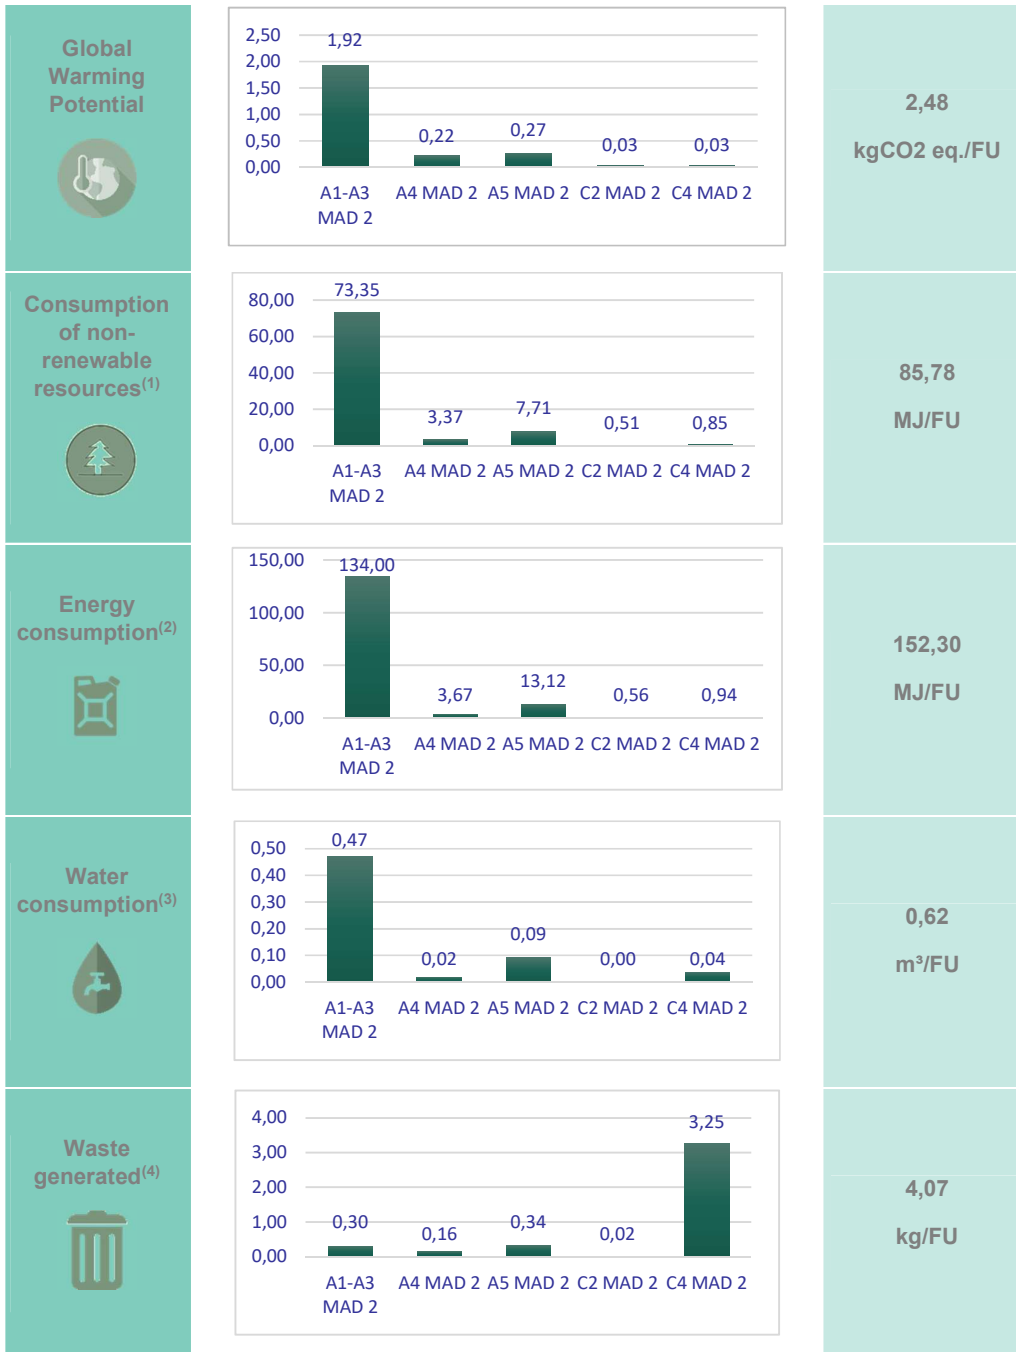 Global
Warming
Potential
2,50
2,00
1,50
1,00
0,50
0,00
1,92
0,22
0,27
0,03
0,03
A1-A3
MAD 2
A4 MAD 2
A5 MAD 2
C2 MAD 2
C4 MAD 2
2,48
kgCO2 eq./FU
Consumption
of non-
renewable
resources(1)
80,00
60,00
40,00
20,00
0,00
73,35
3,37
7,71
0,51
0,85
A1-A3
MAD 2
A4 MAD 2
A5 MAD 2
C2 MAD 2
C4 MAD 2
85,78
MJ/FU
Energy
consumption(2)
150,00
100,00
50,00
0,00
134,00
3,67
13,12
0,56
0,94
A1-A3
MAD 2
A4 MAD 2
A5 MAD 2
C2 MAD 2
C4 MAD 2
152,30
MJ/FU
Water
consumption(3)
0,50
0,40
0,30
0,20
0,10
0,00
0,47
0,02
0,09
0,00
0,04
A1-A3
MAD 2
A4 MAD 2
A5 MAD 2
C2 MAD 2
C4 MAD 2
0,62
m³/FU
Waste
generated(4)
4,00
3,00
2,00
1,00
0,00
0,30
0,16
0,34
0,02
3,25
A1-A3
MAD 2
A4 MAD 2
A5 MAD 2
C2 MAD 2
C4 MAD 2
4,07
kg/FU